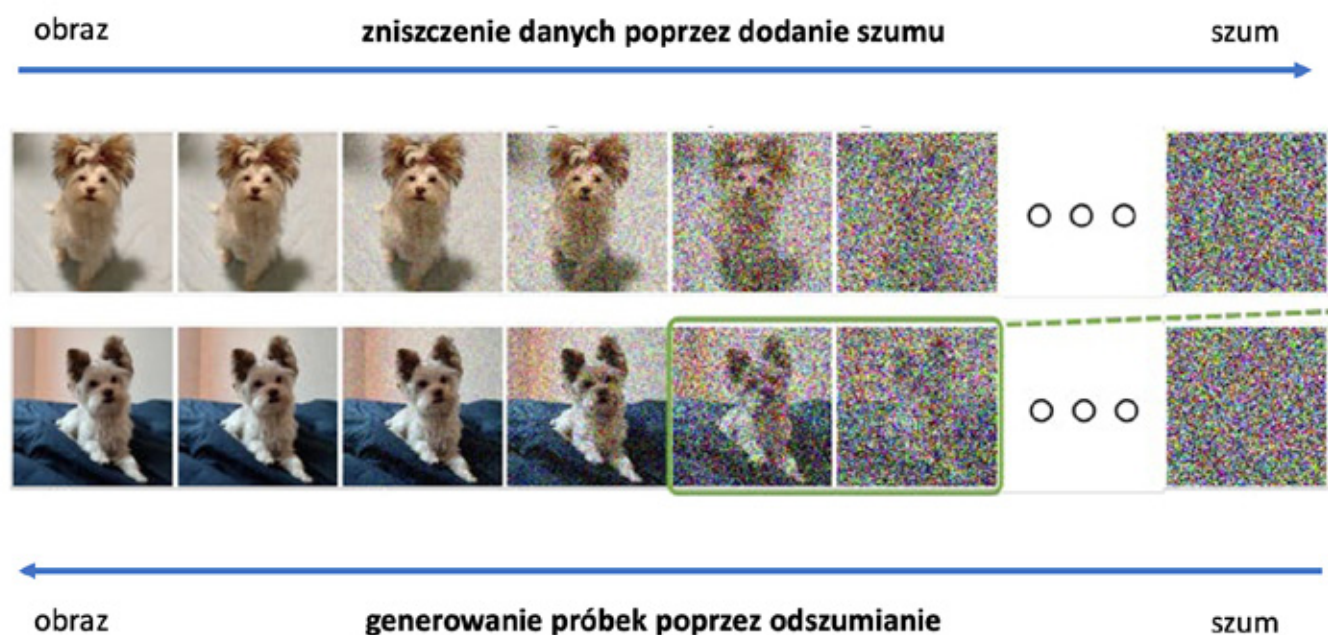 obraz zniszczenie danych poprzez dodanie szumu szum
obraz generowanie próbek poprzez odszumianie szum